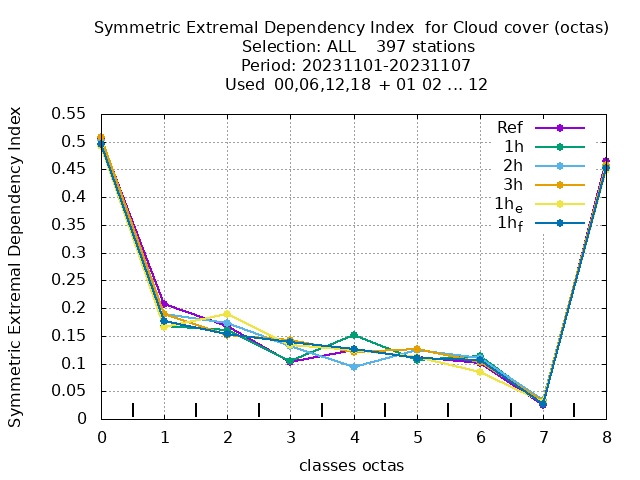 Symmetric Extremal Dependency Index  for Cloud cover (octas)
Selection: ALL    397 stations
Period: 20231101-20231107
Used  00,06,12,18  + 01 02 ... 12
Symmetric Extremal Dependency Index
0.55
0.5
0.45
0.4
0.35
0.3
0.25
0.2
0.15
0.1
0.05
0
Ref
1h
2h
3h
1he
1hf
0 1 2 3 4 5 6 7 8
classes octas